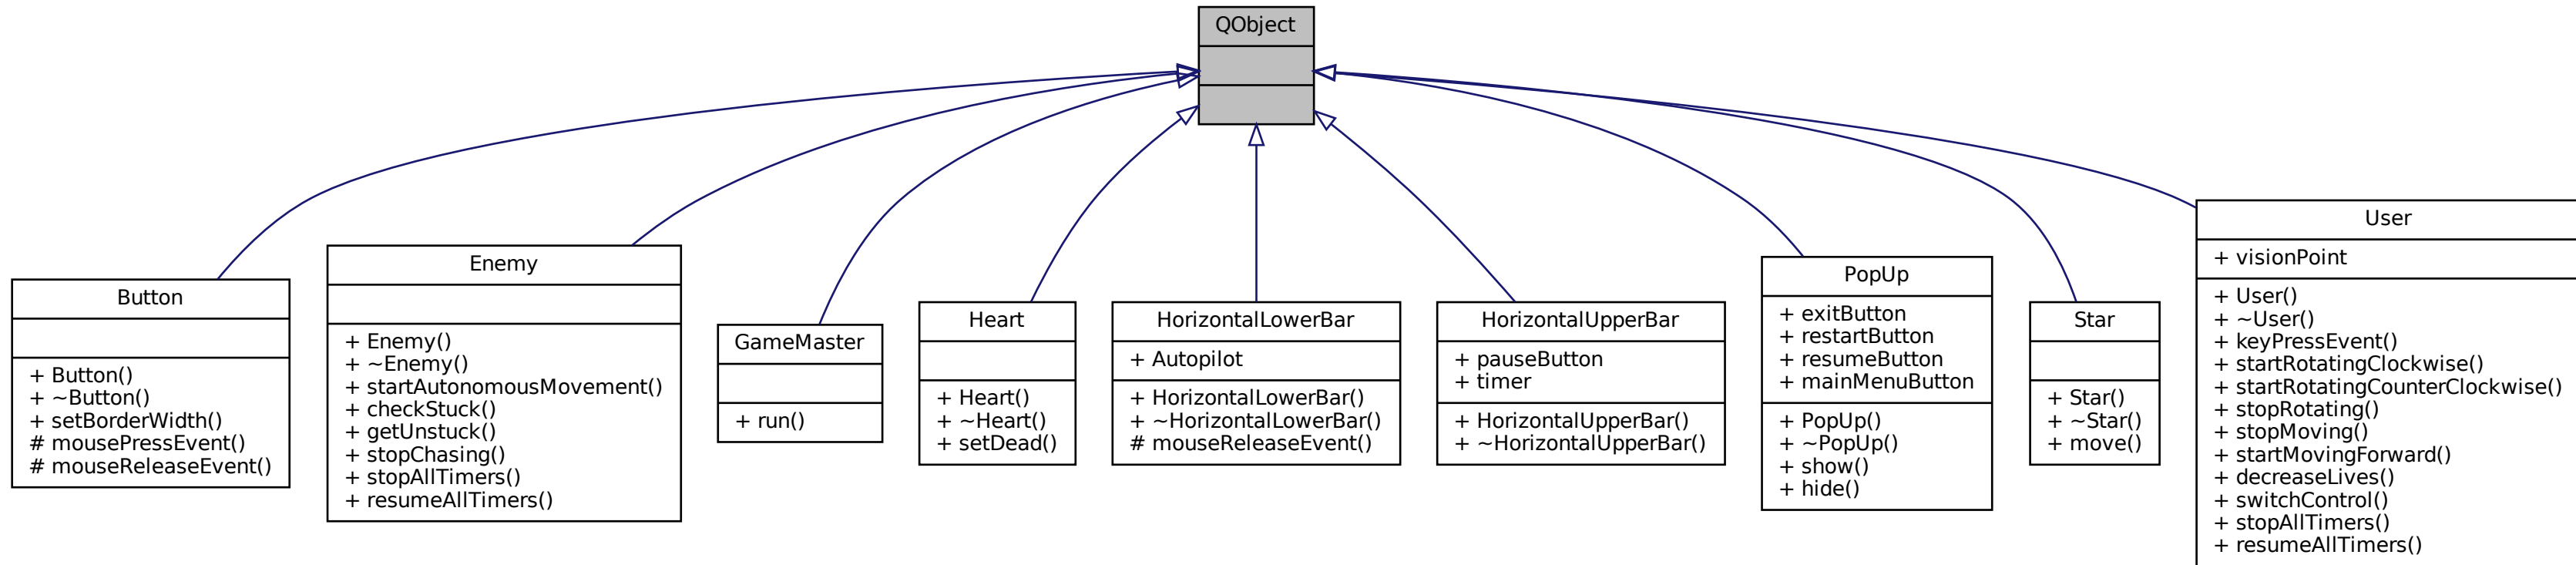 QObject
Button
+ Button()
+ ~Button()
+ setBorderWidth()
# mousePressEvent()
# mouseReleaseEvent()
Enemy
+ Enemy()
+ ~Enemy()
+ startAutonomousMovement()
+ checkStuck()
+ getUnstuck()
+ stopChasing()
+ stopAllTimers()
+ resumeAllTimers()
GameMaster
+ run()
Heart
+ Heart()
+ ~Heart()
+ setDead()
HorizontalLowerBar
+ Autopilot
+ HorizontalLowerBar()
+ ~HorizontalLowerBar()
# mouseReleaseEvent()
HorizontalUpperBar
+ pauseButton
+ timer
+ HorizontalUpperBar()
+ ~HorizontalUpperBar()
PopUp
+ exitButton
+ restartButton
+ resumeButton
+ mainMenuButton
+ PopUp()
+ ~PopUp()
+ show()
+ hide()
Star
+ Star()
+ ~Star()
+ move()
User
+ visionPoint
+ User()
+ ~User()
+ keyPressEvent()
+ startRotatingClockwise()
+ startRotatingCounterClockwise()
+ stopRotating()
+ stopMoving()
+ startMovingForward()
+ decreaseLives()
+ switchControl()
+ stopAllTimers()
+ resumeAllTimers()